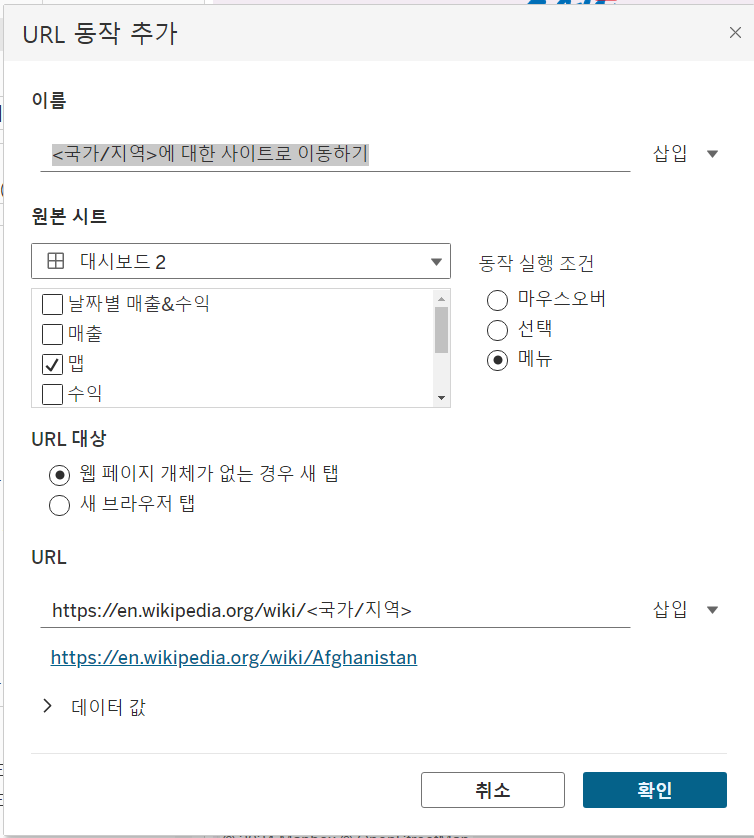 URL 동작 추가
이름
<국가/지역>에 대한 사이트로 이동하기
삽입
원본 시트
대시보드 2
동작 실행 조건
날짜별 매출&수익
마우스오버
매출
선택
맵
메뉴
수익
URL 대상
웹 페이지 개체가 없는 경우 새 탭
새 브라우저 탭
URL
https://en.wikipedia.org/wiki/<국가/지역>
삽입
https://en.wikipedia.org/wiki/Afghanistan
데이터 값
취소
확인